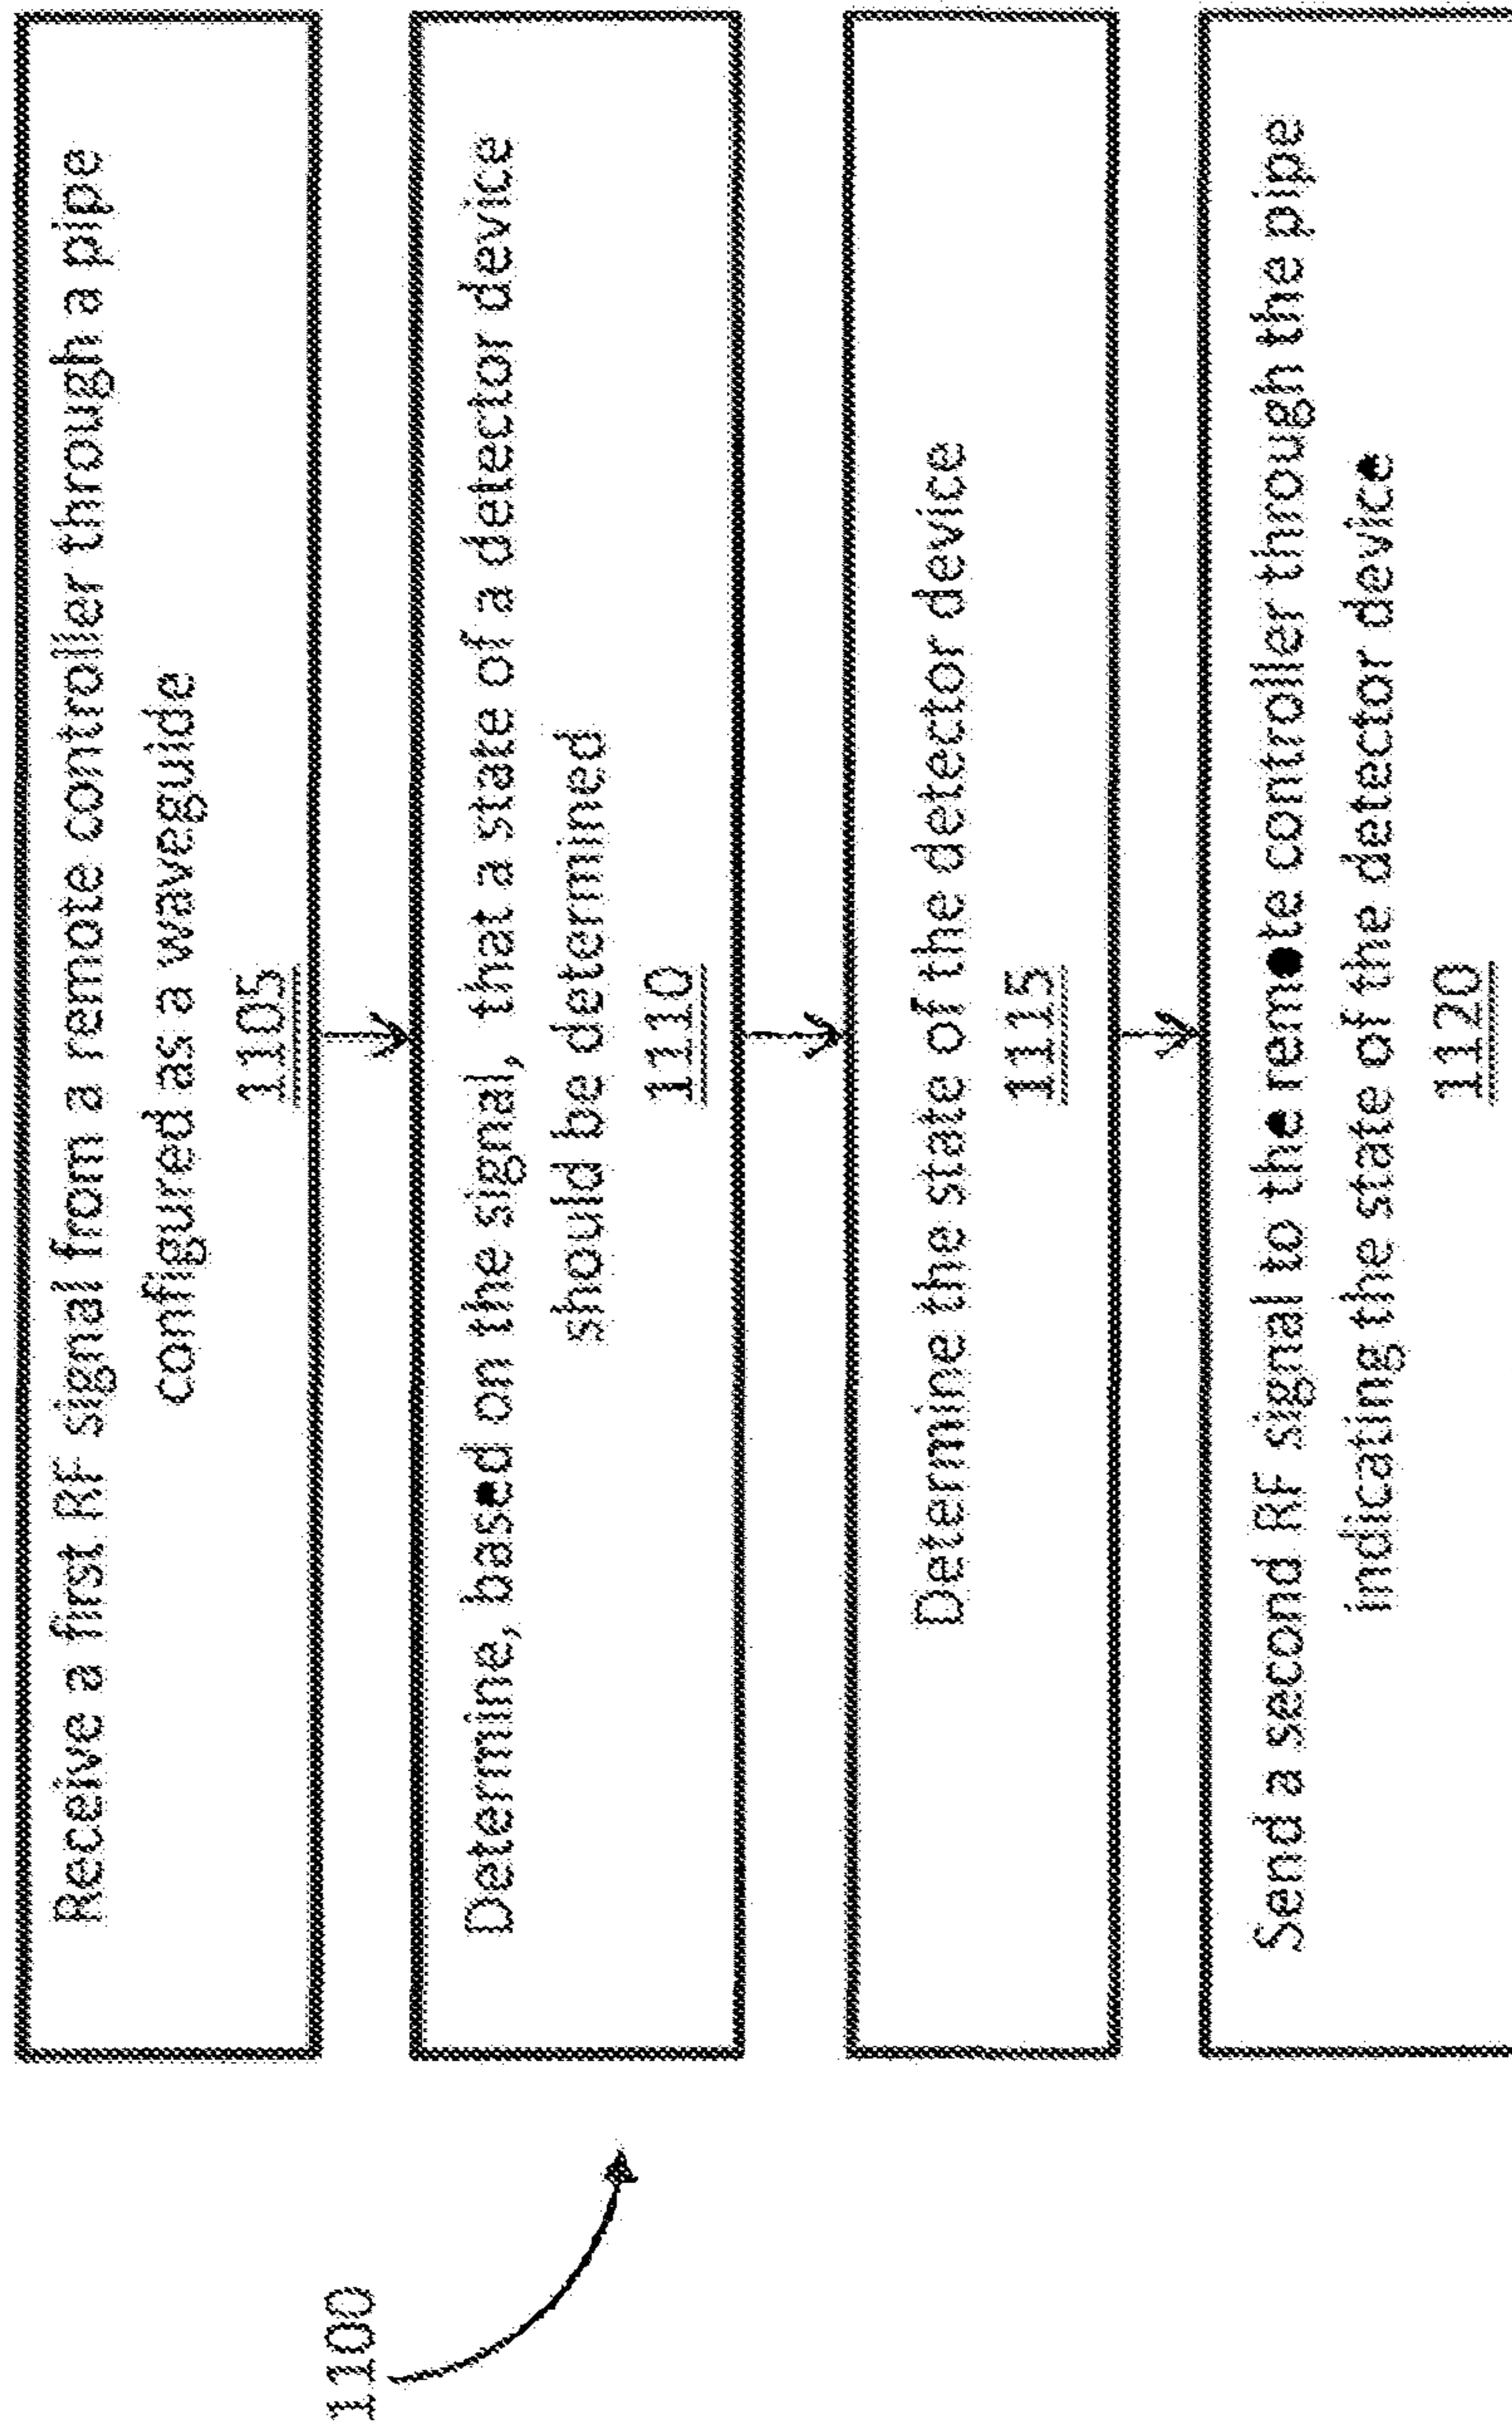 Receive a first RF signal from a remote controller through a pipe
configured as a waveguide
1105
Determine, based on the signal, that a state of a detector device
should be determined
1110
Determine the state of the detector device
1115
Send a second RF signal to the remote controller through the pipe
indicating the state of the detector device
1120
1100